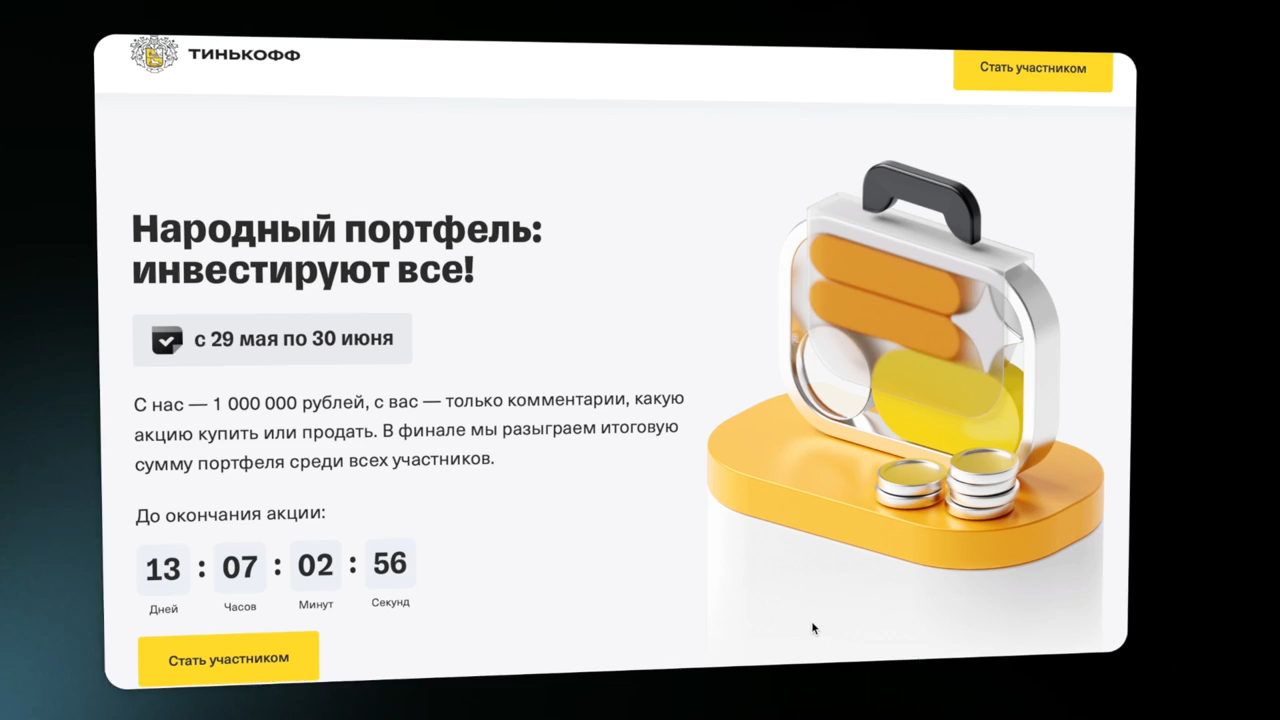 ТИНЬКОФФ
Стать участником
Народный портфель:
инвестируют все!
с 29 мая по 30 июня
С нас — 1 000 000 рублей, с вас — только комментарии, какую
акцию купить или продать. В финале мы разыграем итоговую
сумму портфеля среди всех участников.
До окончания акции:
13 : 07 : 02 : 56
Дней Часов Минут Секунд
Стать участником